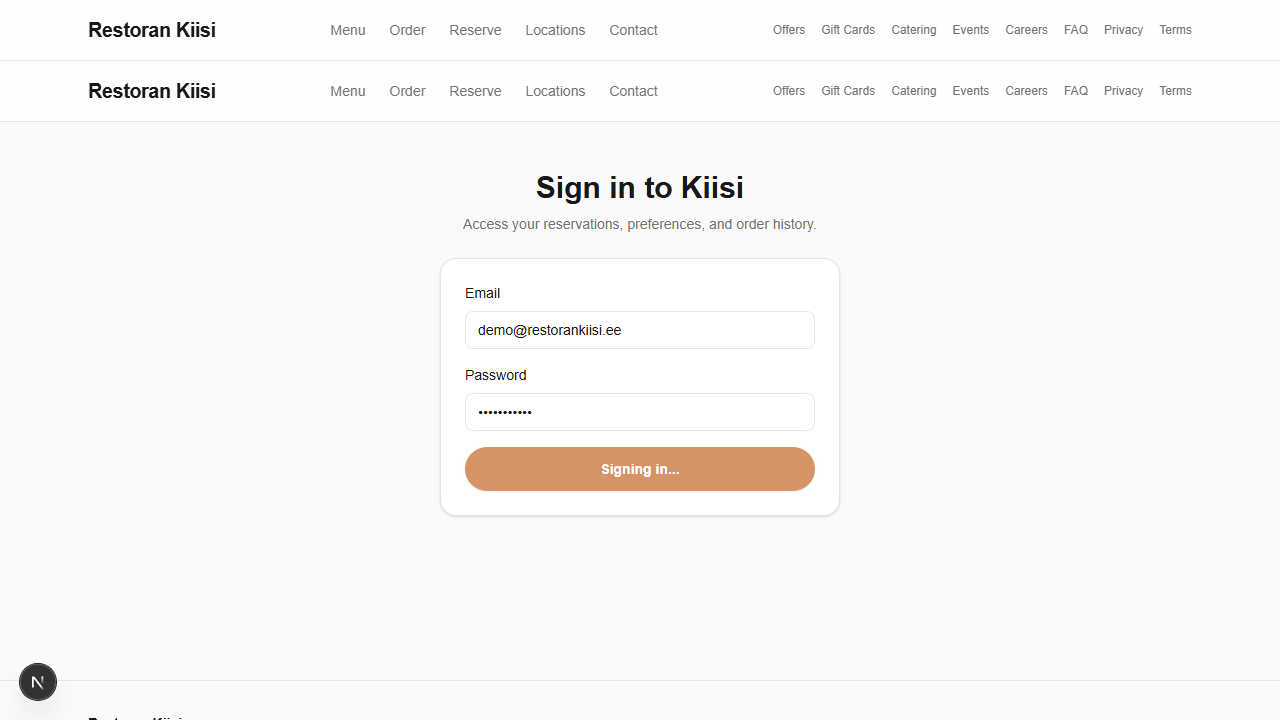 Restoran Kiisi Menu Order Reserve Locations Contact Offers Gift Cards Catering Events Careers FAQ Privacy Terms
Restoran Kiisi Menu Order Reserve Locations Contact Offers Gift Cards Catering Events Careers FAQ Privacy Terms
Sign in to Kiisi
Access your reservations, preferences, and order history.
Email
demo@restorankiisi.ee
Password
•••••••••••
Signing in...
N
Restoran Kiisi